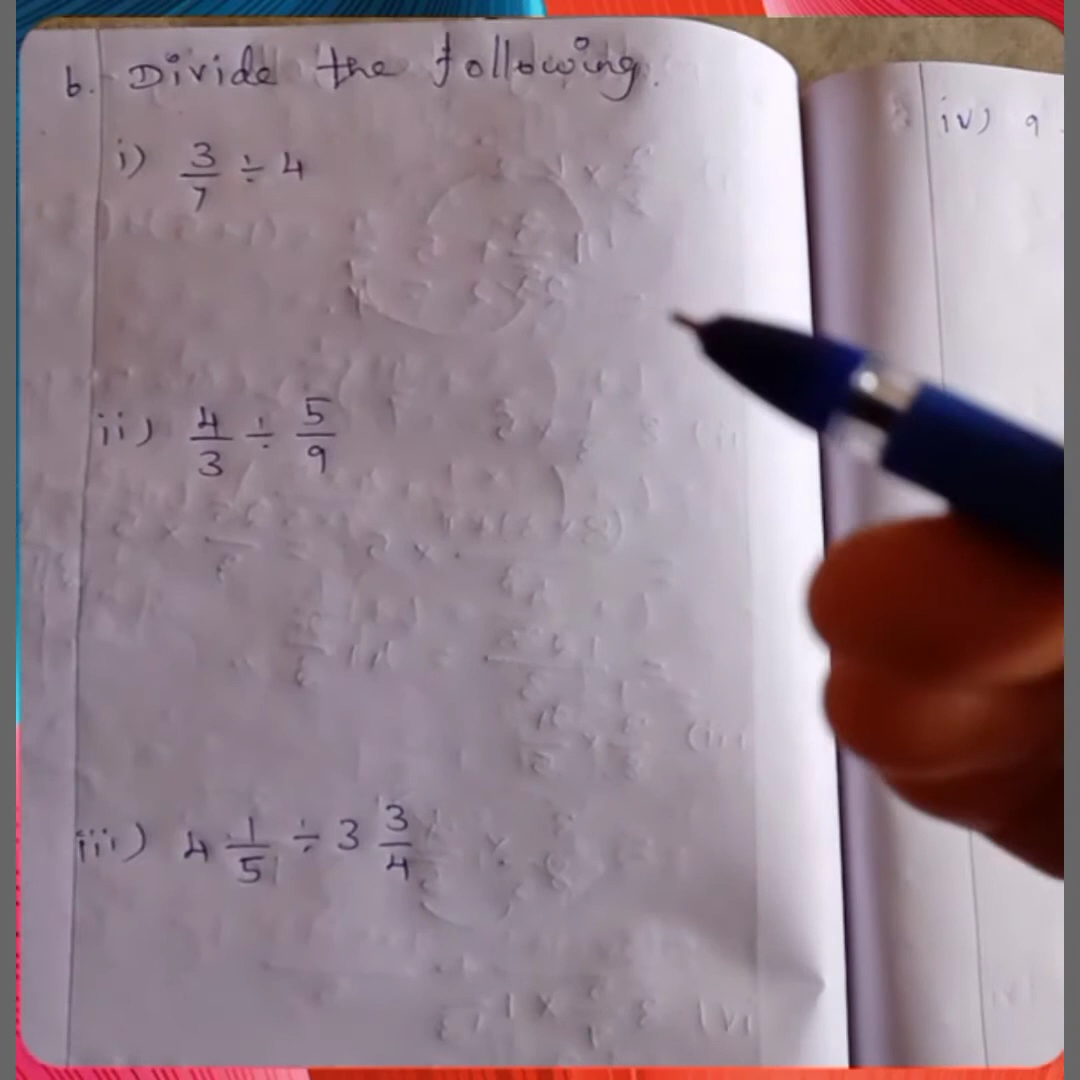 b. Divide the following.
i) 3/7 ÷ 4
ii) 4/3 ÷ 5/9
iii) 4 1/5 ÷ 3 3/4
iv) 9